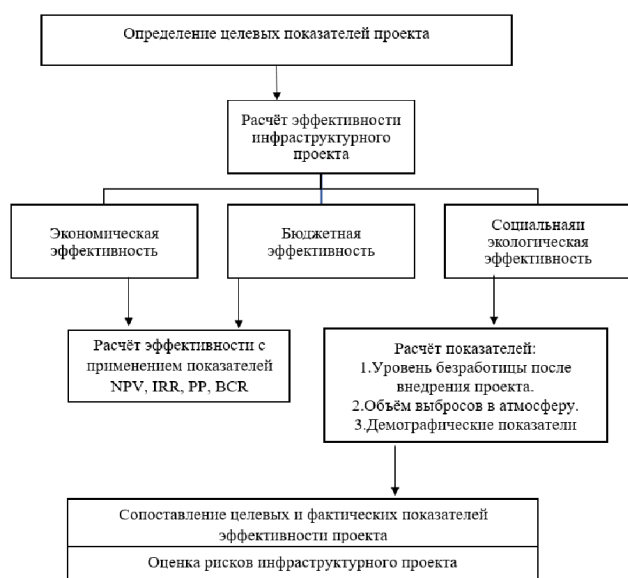 Определение целевых показателей проекта
Расчёт эффективности
инфраструктурного
проекта
Экономическая
эффективность
Бюджетная
эффективность
Социальнаяи
экологическая
эффективность
Расчёт эффективности с
применением показателей
NPV, IRR, PP, BCR
Расчёт показателей:
1.Уровень безработицы после
внедрения проекта.
2.Объём выбросов в атмосферу.
3.Демографические показатели
Сопоставление целевых и фактических показателей
эффективности проекта
Оценка рисков инфраструктурного проекта